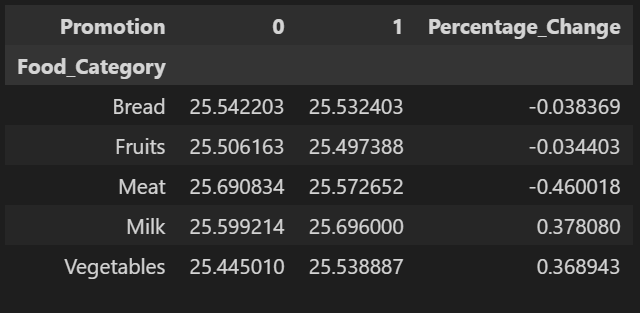 Promotion 0 1 Percentage_Change
Food_Category
Bread 25.542203 25.532403 -0.038369
Fruits 25.506163 25.497388 -0.034403
Meat 25.690834 25.572652 -0.460018
Milk 25.599214 25.696000 0.378080
Vegetables 25.445010 25.538887 0.368943